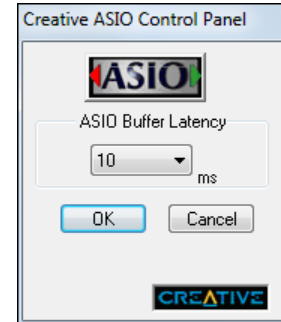 Creative ASIO Control Panel
ASIO
ASIO Buffer Latency
10
ms
OK Cancel
CREATIVE